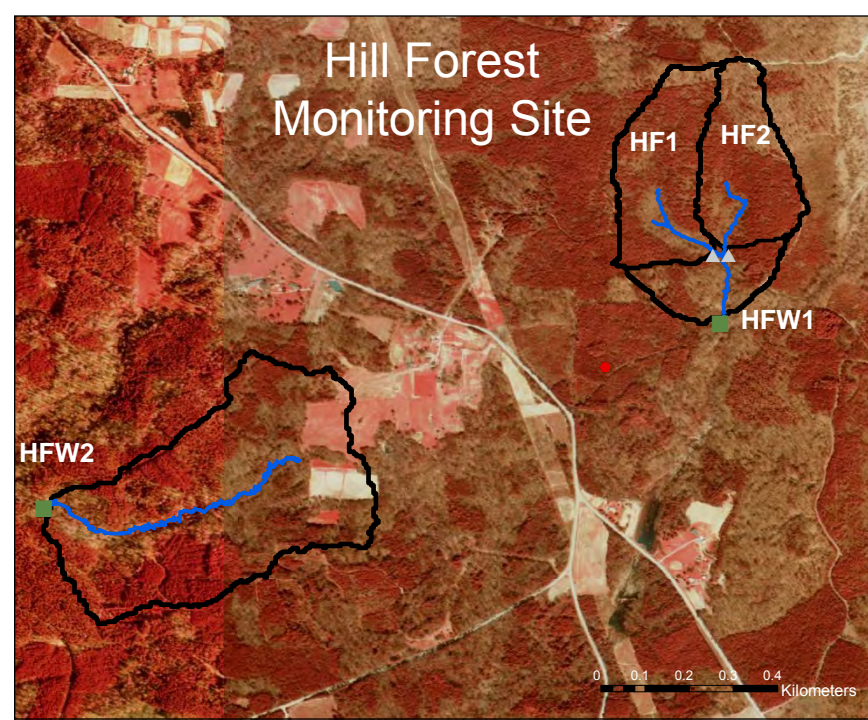 Hill Forest
Monitoring Site
HF1
HF2
HFW1
HFW2
0 0.1 0.2 0.3 0.4
Kilometers